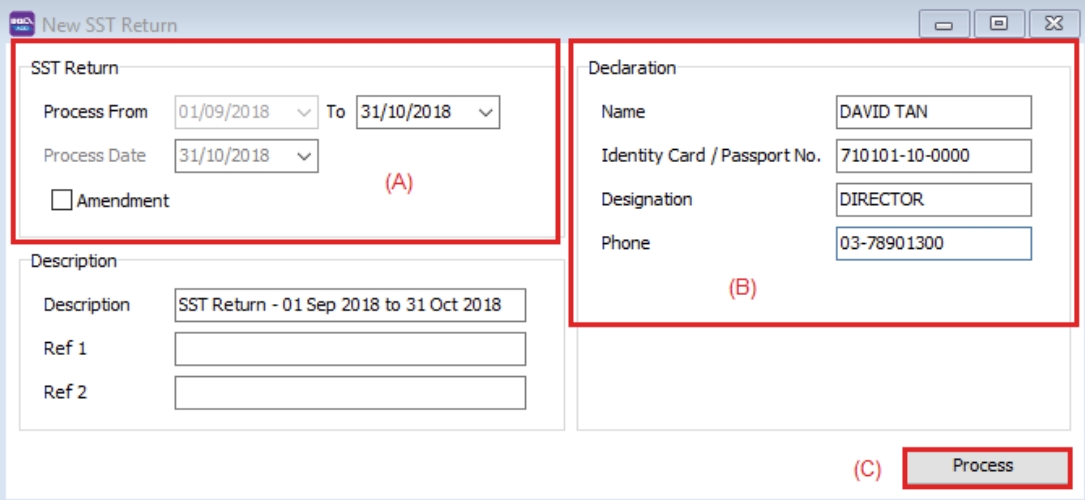 New SST Return
SST Return
Process From 01/09/2018 To 31/10/2018
Process Date 31/10/2018
Amendment
(A)
Description
Description SST Return - 01 Sep 2018 to 31 Oct 2018
Ref 1
Ref 2
Declaration
Name DAVID TAN
Identity Card / Passport No. 710101-10-0000
Designation DIRECTOR
Phone 03-78901300
(B)
(C) Process